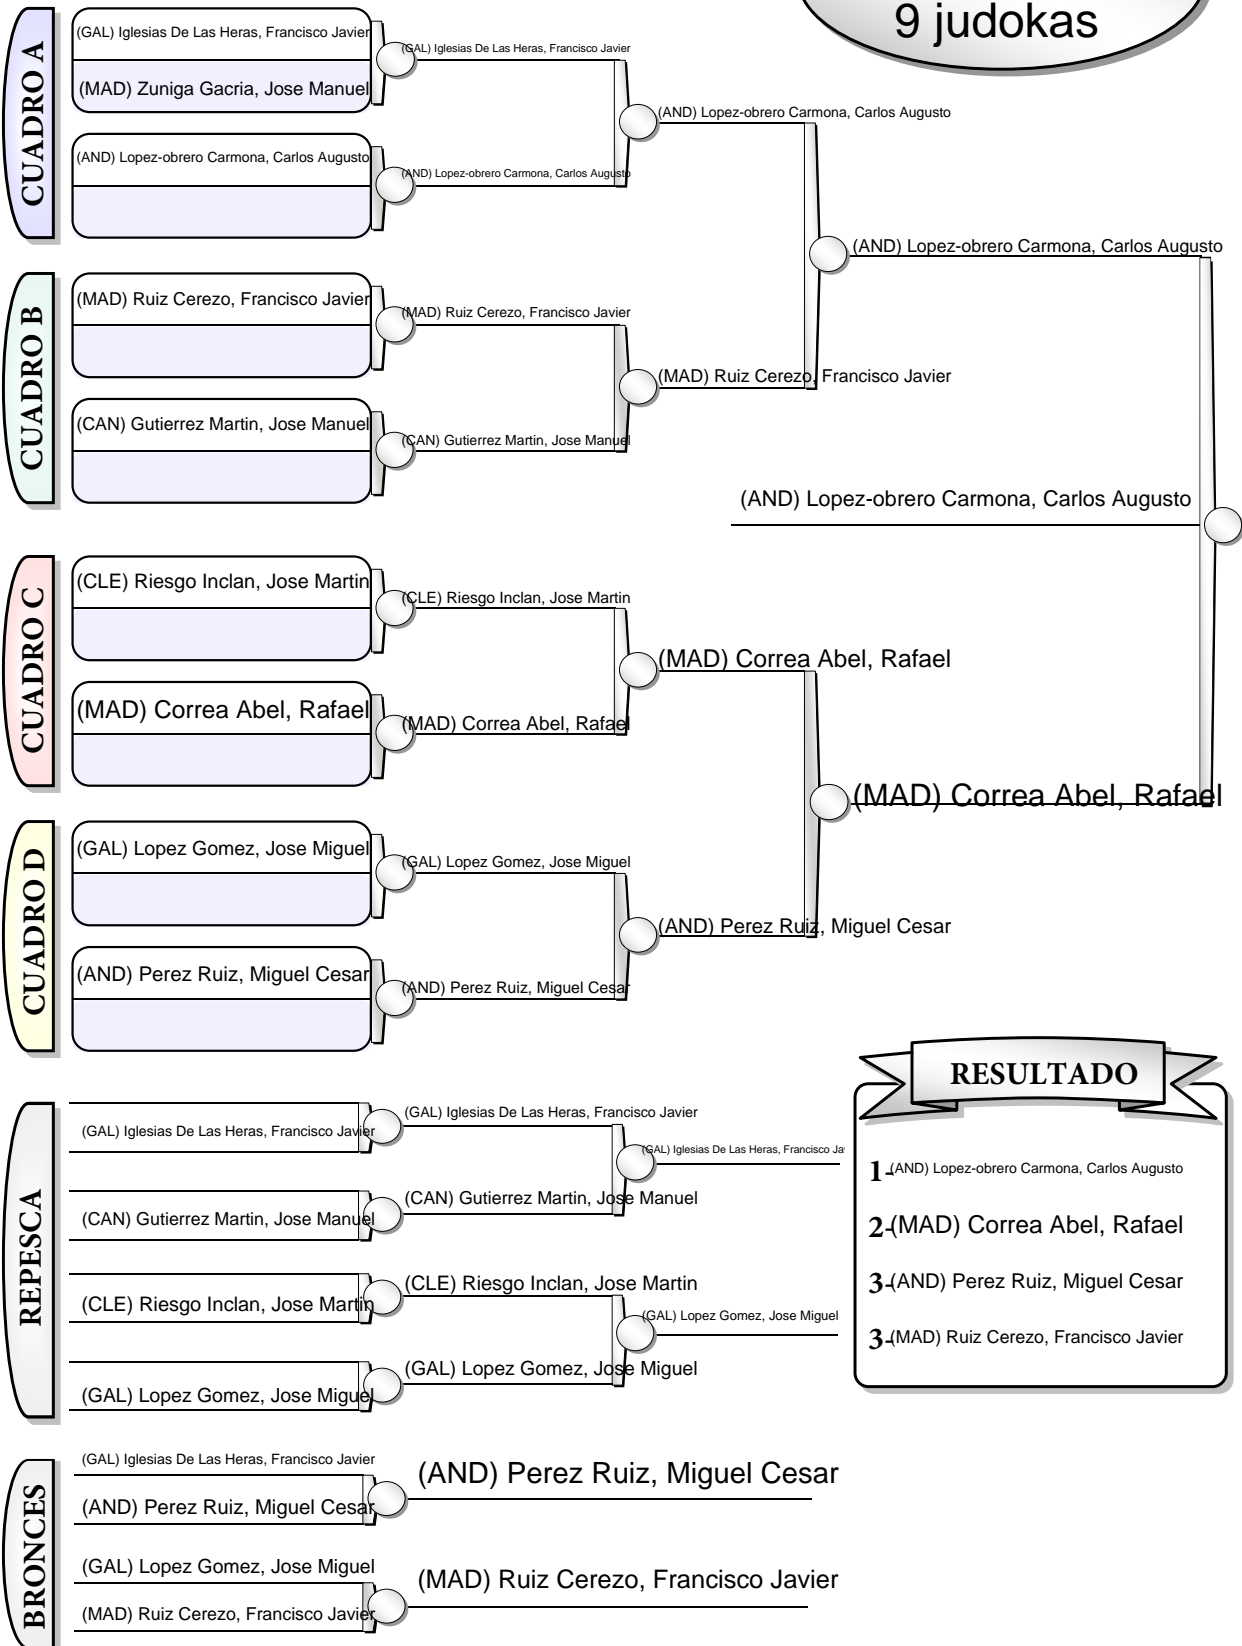 9 judokas
CUADRO A
(GAL) Iglesias De Las Heras, Francisco Javier
(MAD) Zuniga Gacria, Jose Manuel
(AND) Lopez-obrero Carmona, Carlos Augusto
(GAL) Iglesias De Las Heras, Francisco Javier
(AND) Lopez-obrero Carmona, Carlos Augusto
(AND) Lopez-obrero Carmona, Carlos Augusto
(AND) Lopez-obrero Carmona, Carlos Augusto
CUADRO B
(MAD) Ruiz Cerezo, Francisco Javier
(CAN) Gutierrez Martin, Jose Manuel
(MAD) Ruiz Cerezo, Francisco Javier
(CAN) Gutierrez Martin, Jose Manuel
(MAD) Ruiz Cerezo, Francisco Javier
(AND) Lopez-obrero Carmona, Carlos Augusto
CUADRO C
(CLE) Riesgo Inclan, Jose Martin
(MAD) Correa Abel, Rafael
(CLE) Riesgo Inclan, Jose Martin
(MAD) Correa Abel, Rafael
(MAD) Correa Abel, Rafael
(MAD) Correa Abel, Rafael
CUADRO D
(GAL) Lopez Gomez, Jose Miguel
(AND) Perez Ruiz, Miguel Cesar
(GAL) Lopez Gomez, Jose Miguel
(AND) Perez Ruiz, Miguel Cesar
(AND) Perez Ruiz, Miguel Cesar
REPESCA
(GAL) Iglesias De Las Heras, Francisco Javier
(CAN) Gutierrez Martin, Jose Manuel
(CLE) Riesgo Inclan, Jose Martin
(GAL) Lopez Gomez, Jose Miguel
(GAL) Iglesias De Las Heras, Francisco Javier
(CAN) Gutierrez Martin, Jose Manuel
(CLE) Riesgo Inclan, Jose Martin
(GAL) Lopez Gomez, Jose Miguel
(GAL) Iglesias De Las Heras, Francisco Ja
(GAL) Lopez Gomez, Jose Miguel
RESULTADO
1-(AND) Lopez-obrero Carmona, Carlos Augusto
2-(MAD) Correa Abel, Rafael
3-(AND) Perez Ruiz, Miguel Cesar
3-(MAD) Ruiz Cerezo, Francisco Javier
BRONCES
(GAL) Iglesias De Las Heras, Francisco Javier
(AND) Perez Ruiz, Miguel Cesar
(AND) Perez Ruiz, Miguel Cesar
(GAL) Lopez Gomez, Jose Miguel
(MAD) Ruiz Cerezo, Francisco Javier
(MAD) Ruiz Cerezo, Francisco Javier